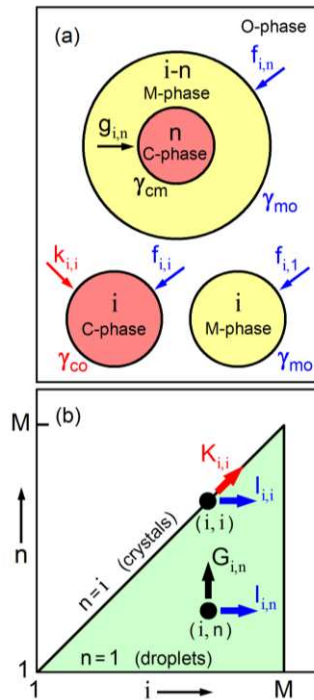 (a)
O-phase
i-n
M-phase
f_{i,n}
g_{i,n}
n
C-phase
γ_{cm}
γ_{mo}
k_{i,i}
f_{i,i}
f_{i,1}
i
C-phase
i
M-phase
γ_{co}
γ_{mo}
(b)
M
K_{i,i}
I_{i,i}
(i, i)
n
n=i (crystals)
G_{i,n}
I_{i,n}
(i, n)
n=1 (droplets)
1
1
i
M